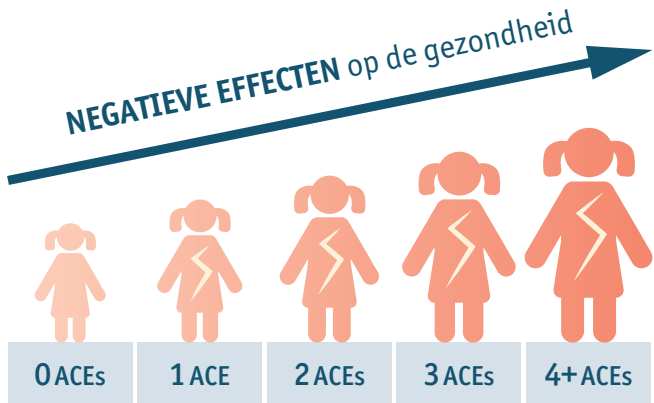 NEGATIEVE EFFECTEN op de gezondheid
0 ACEs
1 ACE
2 ACEs
3 ACEs
4+ ACEs